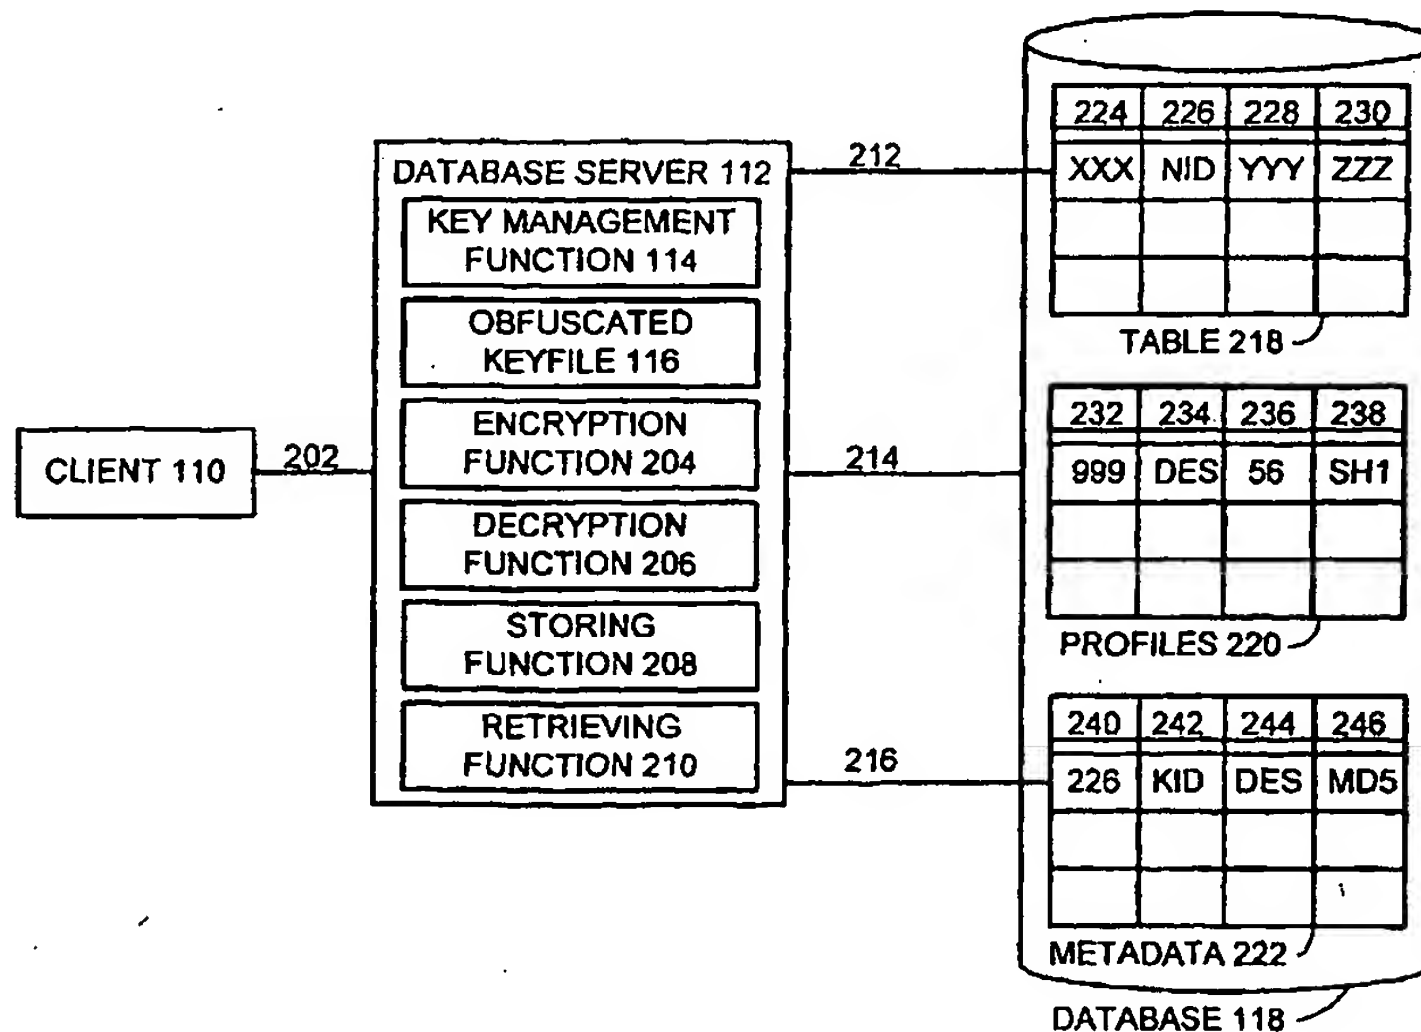 CLIENT 110
202
DATABASE SERVER 112
KEY MANAGEMENT
FUNCTION 114
OBFUSCATED
KEYFILE 116
ENCRYPTION
FUNCTION 204
DECRYPTION
FUNCTION 206
STORING
FUNCTION 208
RETRIEVING
FUNCTION 210
212
214
216
224 226 228 230
XXX NID YYY ZZZ
TABLE 218
232 234 236 238
999 DES 56 SH1
PROFILES 220
240 242 244 246
226 KID DES MD5
METADATA 222
DATABASE 118